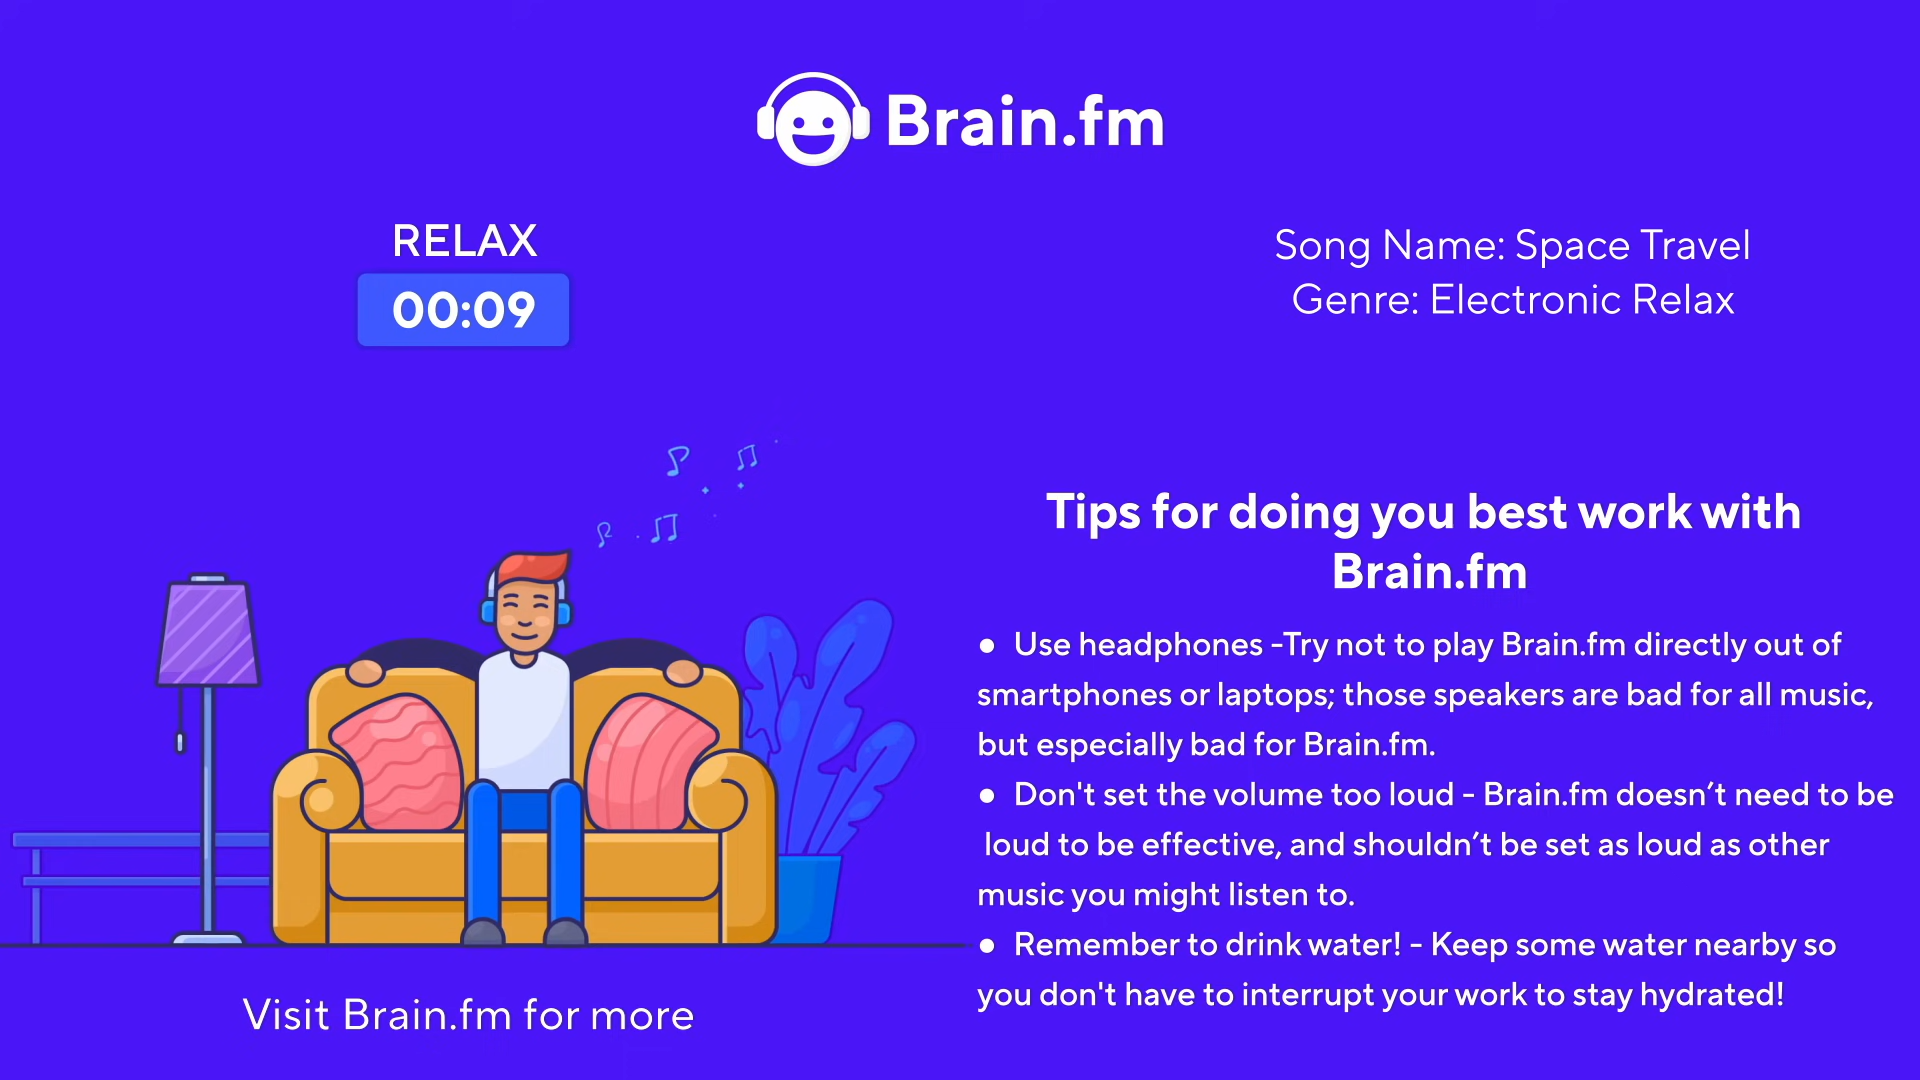 Brain.fm
RELAX
00:09
Song Name: Space Travel
Genre: Electronic Relax
Tips for doing you best work with
Brain.fm
● Use headphones -Try not to play Brain.fm directly out of
smartphones or laptops; those speakers are bad for all music,
but especially bad for Brain.fm.
● Don't set the volume too loud - Brain.fm doesn’t need to be
loud to be effective, and shouldn’t be set as loud as other
music you might listen to.
● Remember to drink water! - Keep some water nearby so
you don't have to interrupt your work to stay hydrated!
Visit Brain.fm for more